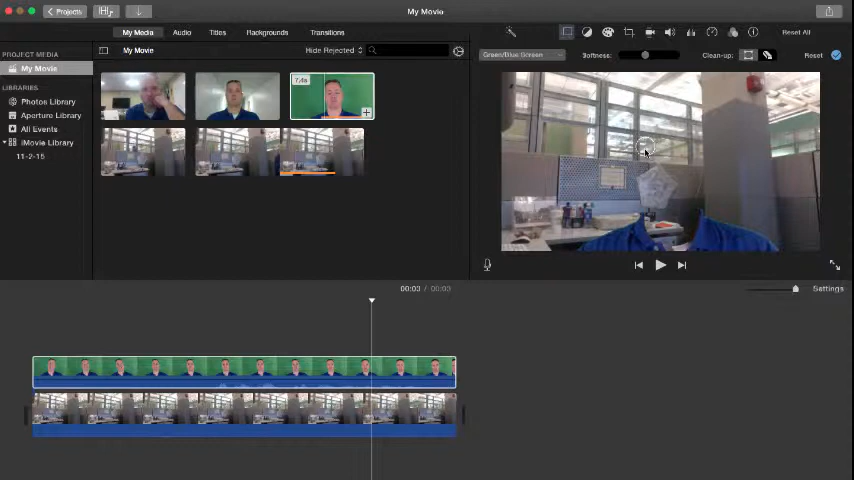 Projects
My Movie
My Media Audio Titles Backgrounds Transitions
Reset All
PROJECT MEDIA
My Movie
LIBRARIES
Photos Library
Aperture Library
All Events
iMovie Library
11-2-15
My Movie
Hide Rejected
7.4s
Green/Blue Screen
Softness:
Clean-up:
Reset
00:03 / 00:03
Settings